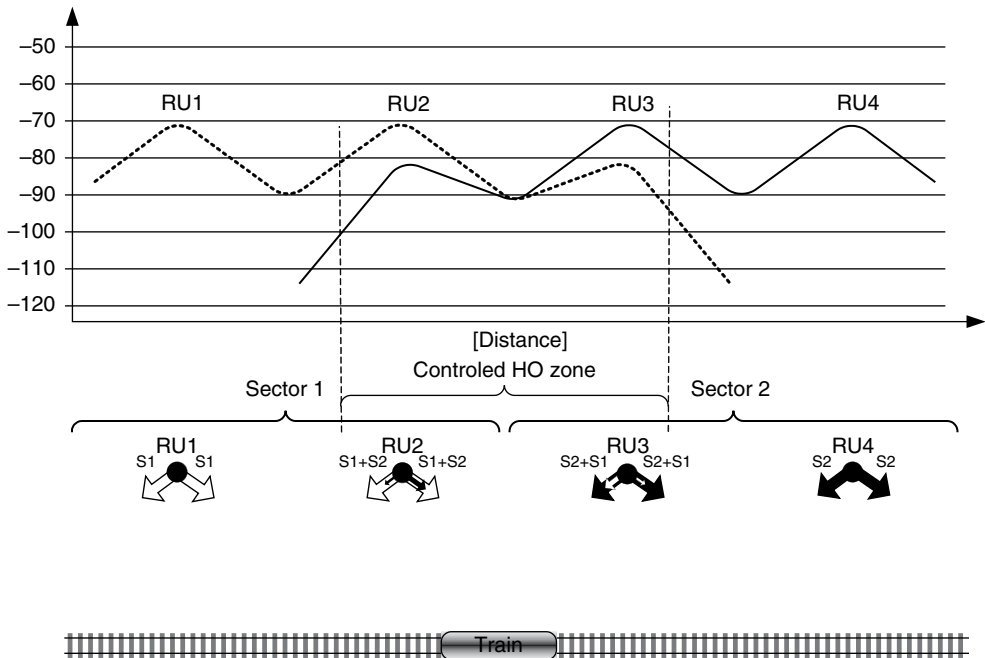 –50
–60
RU1 RU2 RU3 RU4
–70
–80
–90
–100
–110
–120
[Distance]
Controled HO zone
Sector 1 Sector 2
RU1 RU2 RU3 RU4
S1 S1 S1+S2 S1+S2 S2+S1 S2+S1 S2 S2
Train